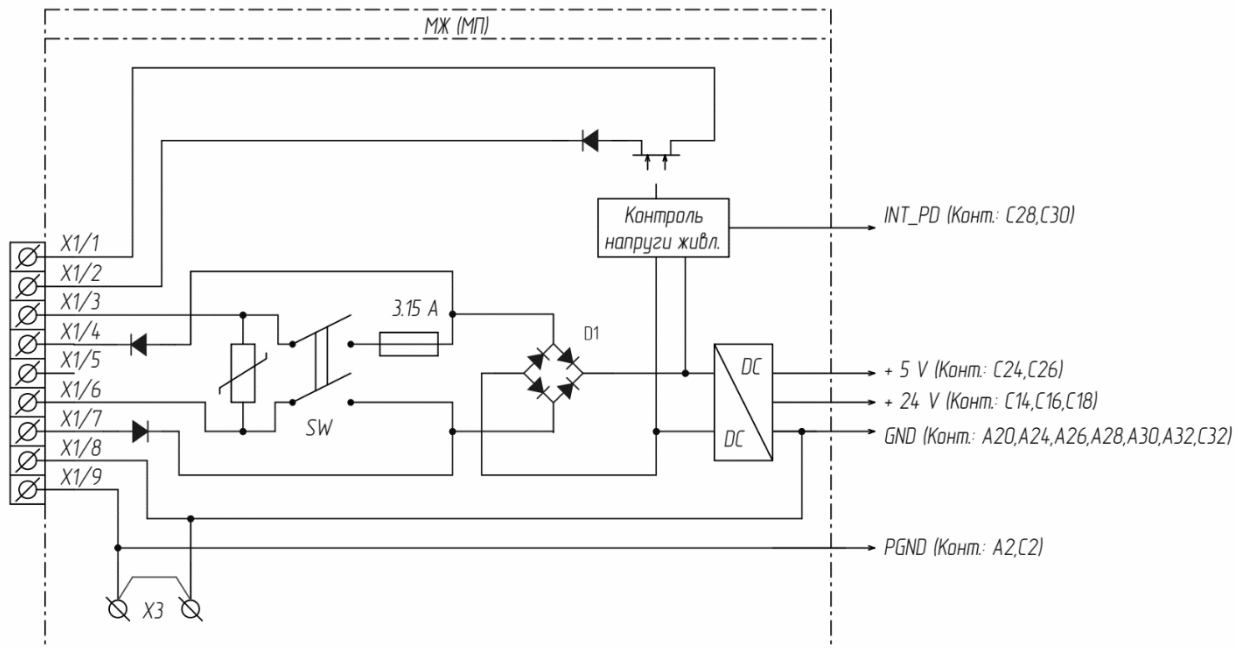 МЖ (МП)
INT_PD (Конт.: C28,C30)
Контроль
напруги живл.
X1/1
X1/2
X1/3
X1/4
X1/5
X1/6
X1/7
X1/8
X1/9
3.15 А
SW
D1
DC
DC
+ 5 V (Конт.: C24,C26)
+ 24 V (Конт.: C14,C16,C18)
GND (Конт.: A20,A24,A26,A28,A30,A32,C32)
PGND (Конт.: A2,C2)
X3